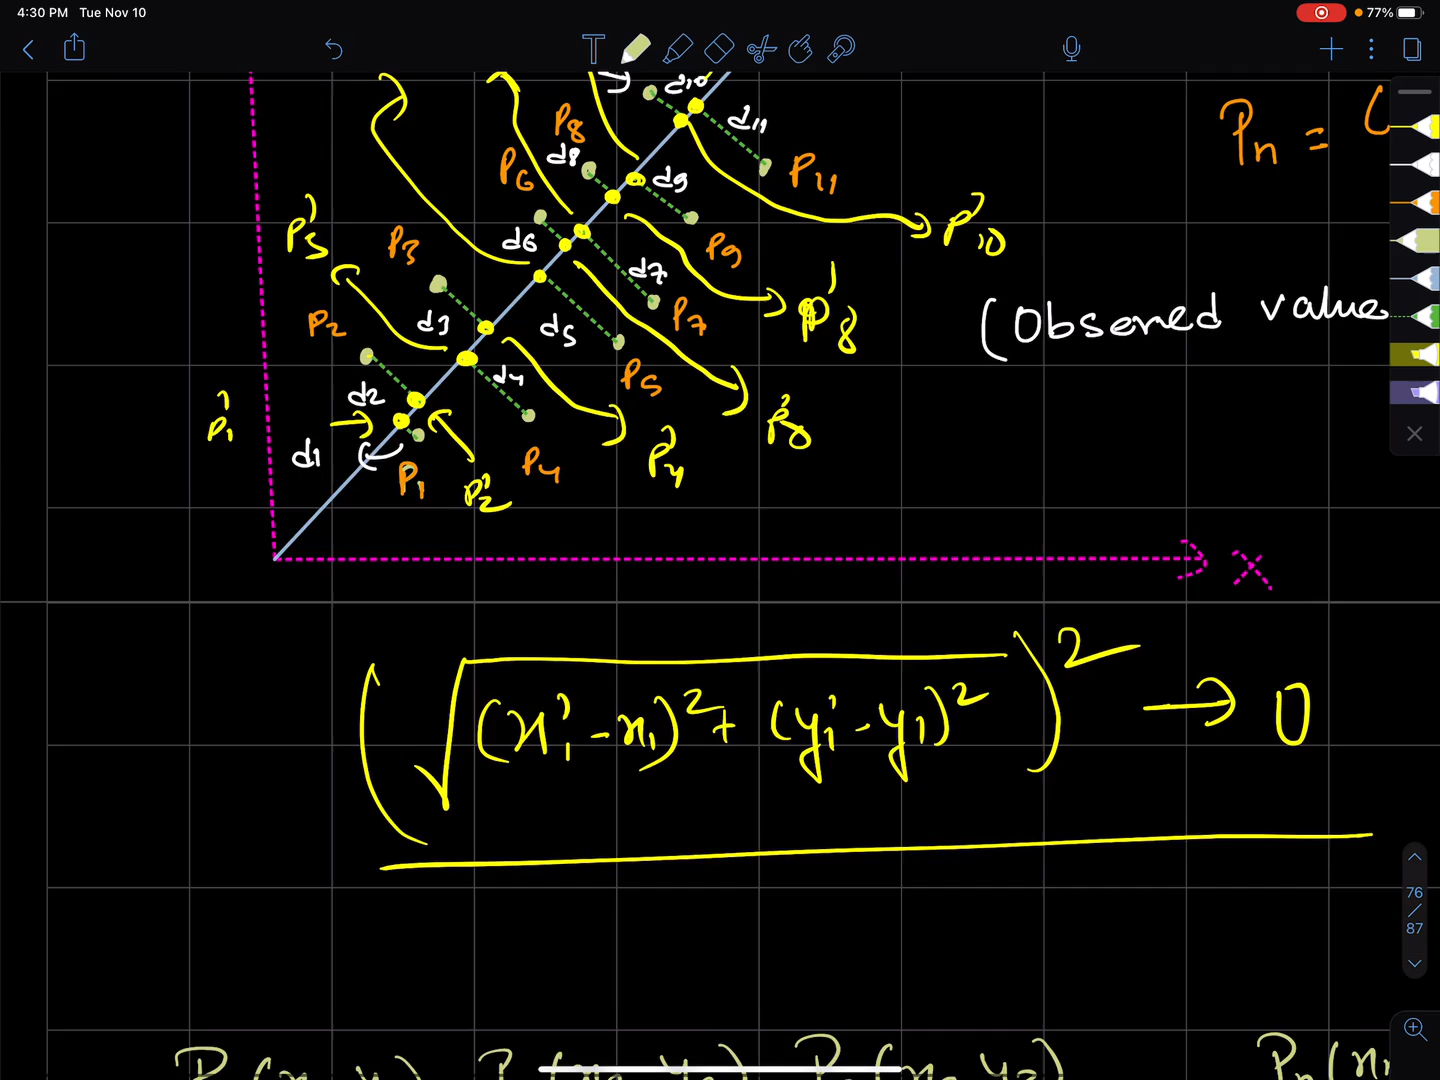 4:30 PM Tue Nov 10
77%
T
d10
P8
d11
Pn = (
d8
P6
d9
P11
P'3
P3
d6
P'10
P9
d7
P2
d3
d5
P7
P'8
(Observed value
P5
d2
d4
P'1
P'4
d1
P1
P'2
P4
X
(√(x'1 - x1)² + (y'1 - y1)²)² → 0
76
/
87